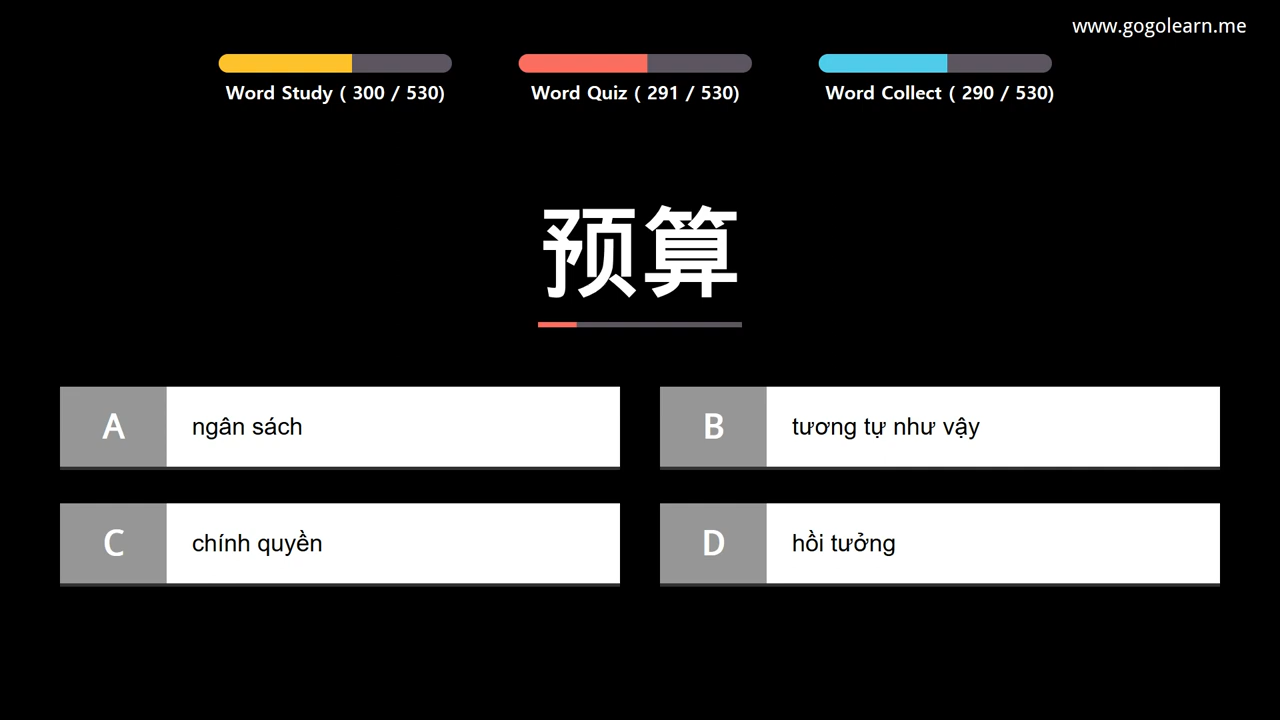 www.gogolearn.me
Word Study ( 300 / 530)
Word Quiz ( 291 / 530)
Word Collect ( 290 / 530)
预算
A ngân sách
B tương tự như vậy
C chính quyền
D hồi tưởng